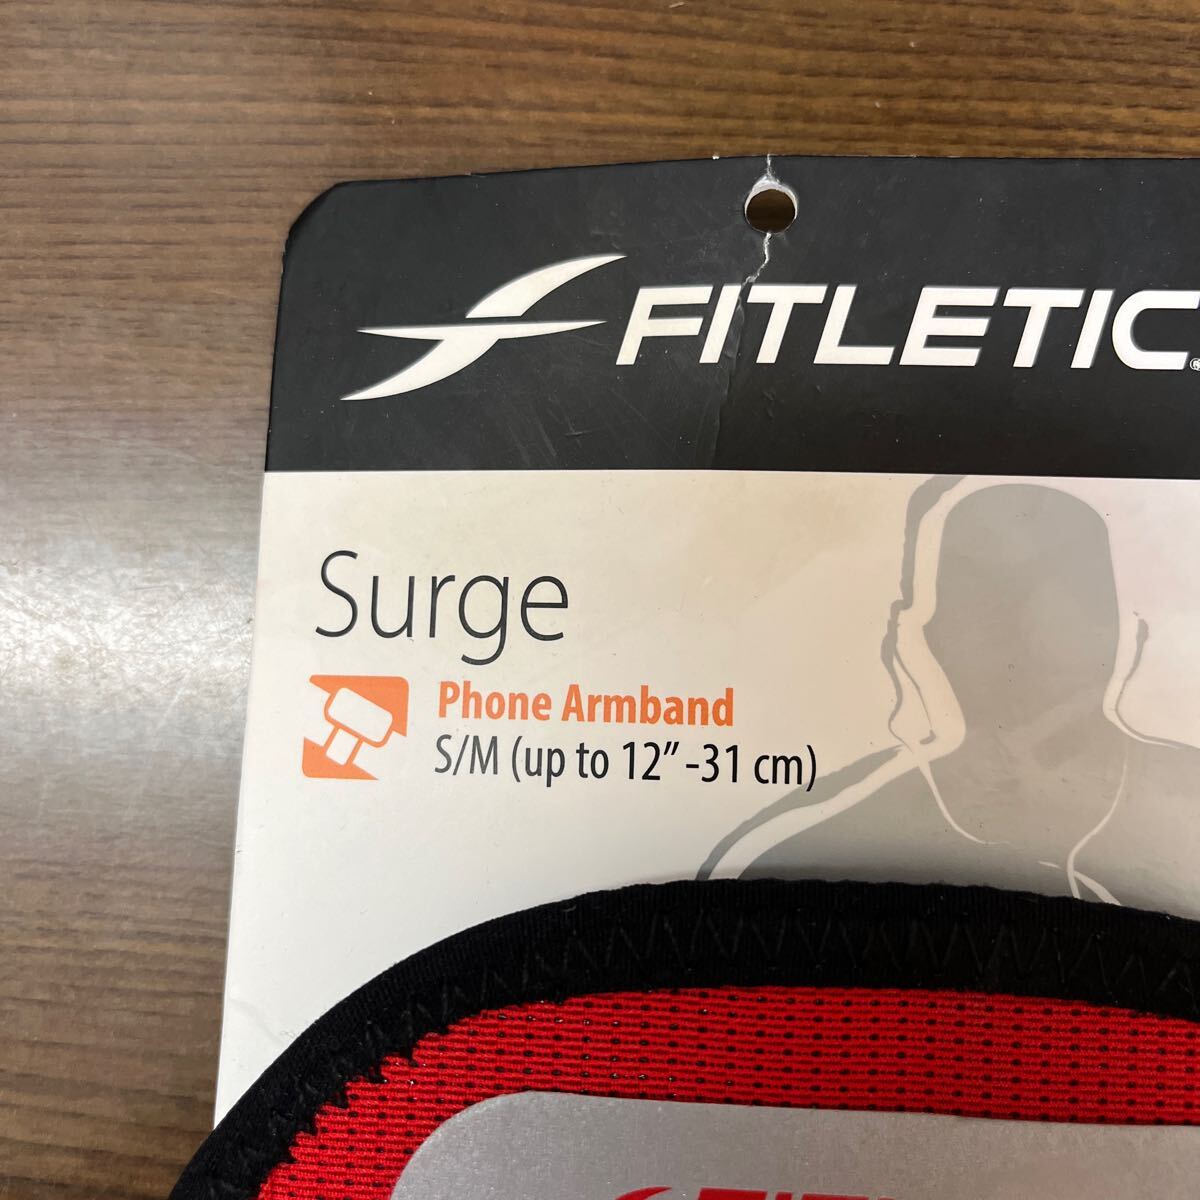 FITLETIC®
Surge
Phone Armband
S/M (up to 12” -31 cm)